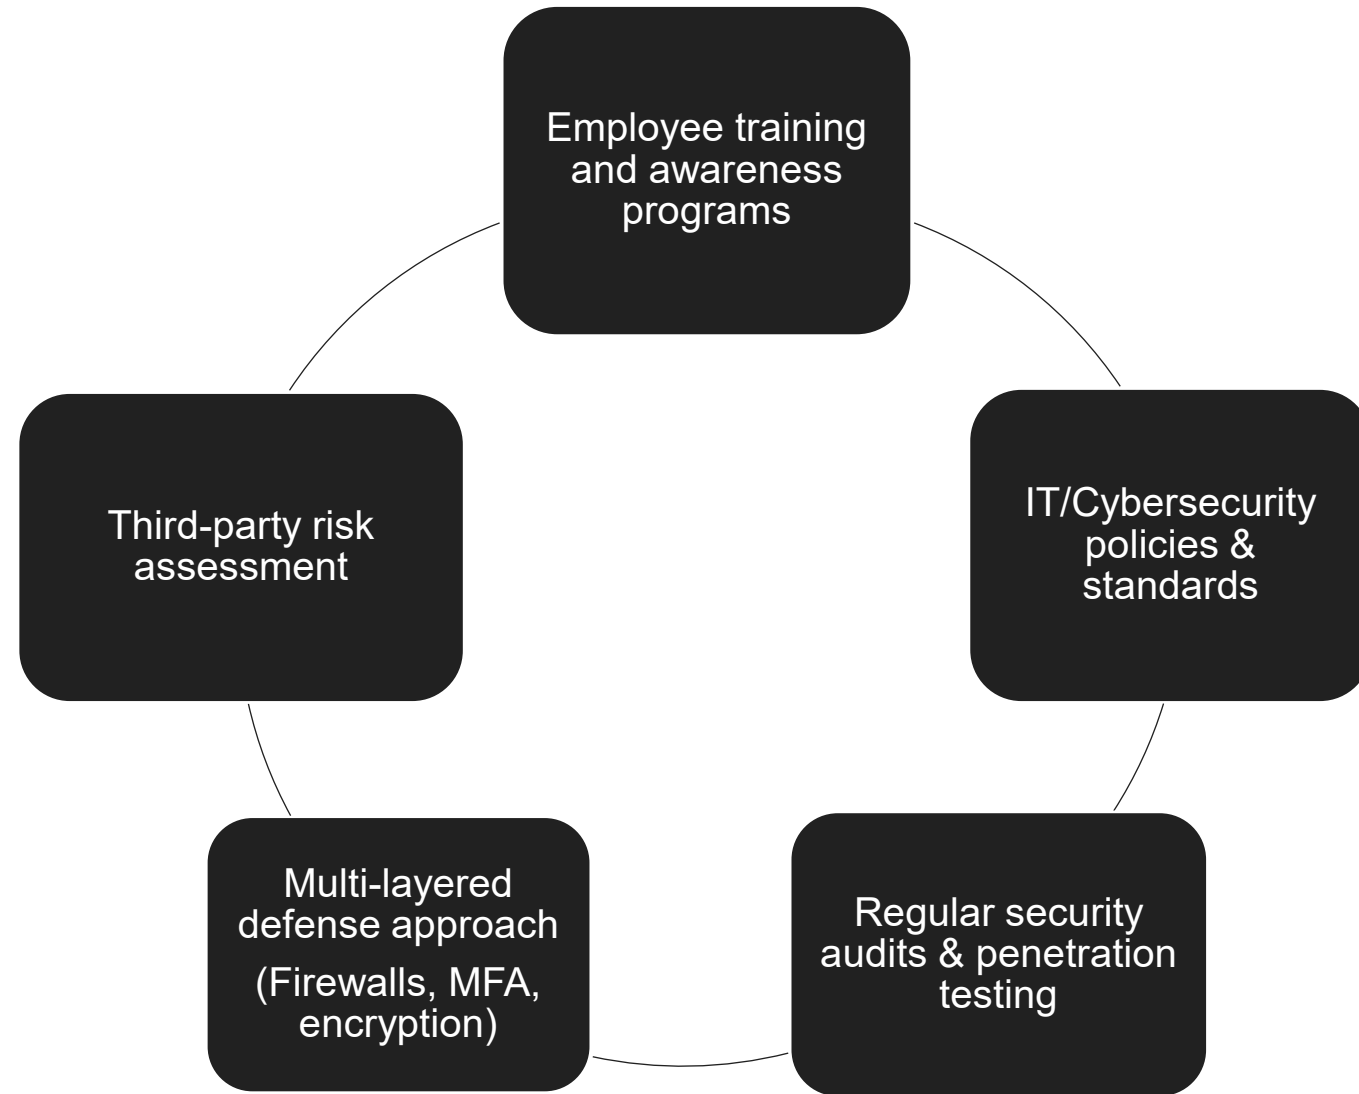 Employee training
and awareness
programs
IT/Cybersecurity
policies &
standards
Regular security
audits & penetration
testing
Multi-layered
defense approach
(Firewalls, MFA,
encryption)
Third-party risk
assessment